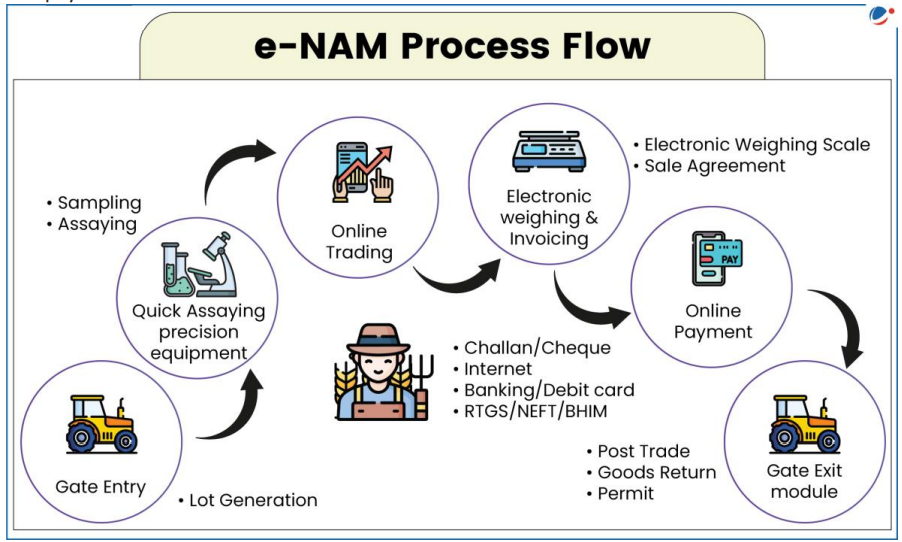 e-NAM Process Flow
Gate Entry
• Lot Generation
• Sampling
• Assaying
Quick Assaying
precision
equipment
Online
Trading
Electronic
weighing &
Invoicing
• Electronic Weighing Scale
• Sale Agreement
PAY
Online
Payment
• Challan/Cheque
• Internet
• Banking/Debit card
• RTGS/NEFT/BHIM
• Post Trade
• Goods Return
• Permit
Gate Exit
module